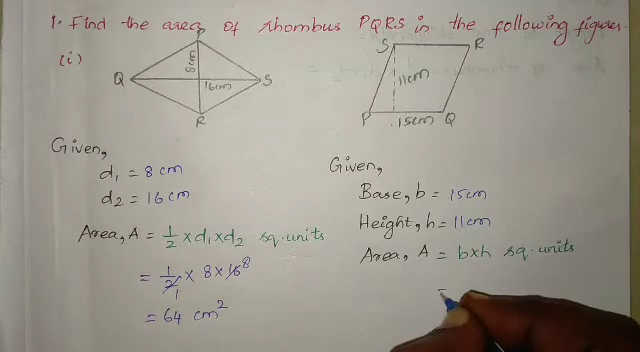 1. Find the area of rhombus PQRS in the following figures.
(i)
P
Q
S
R
8cm
16cm
S
R
P
Q
11cm
15cm
Given,
d₁ = 8 cm
d₂ = 16 cm
Area, A = 1/2 × d₁ × d₂ sq. units
= 1/2 × 8 × 16 8
1
= 64 cm²
Given,
Base, b = 15cm
Height, h = 11cm
Area, A = b×h sq. units
=